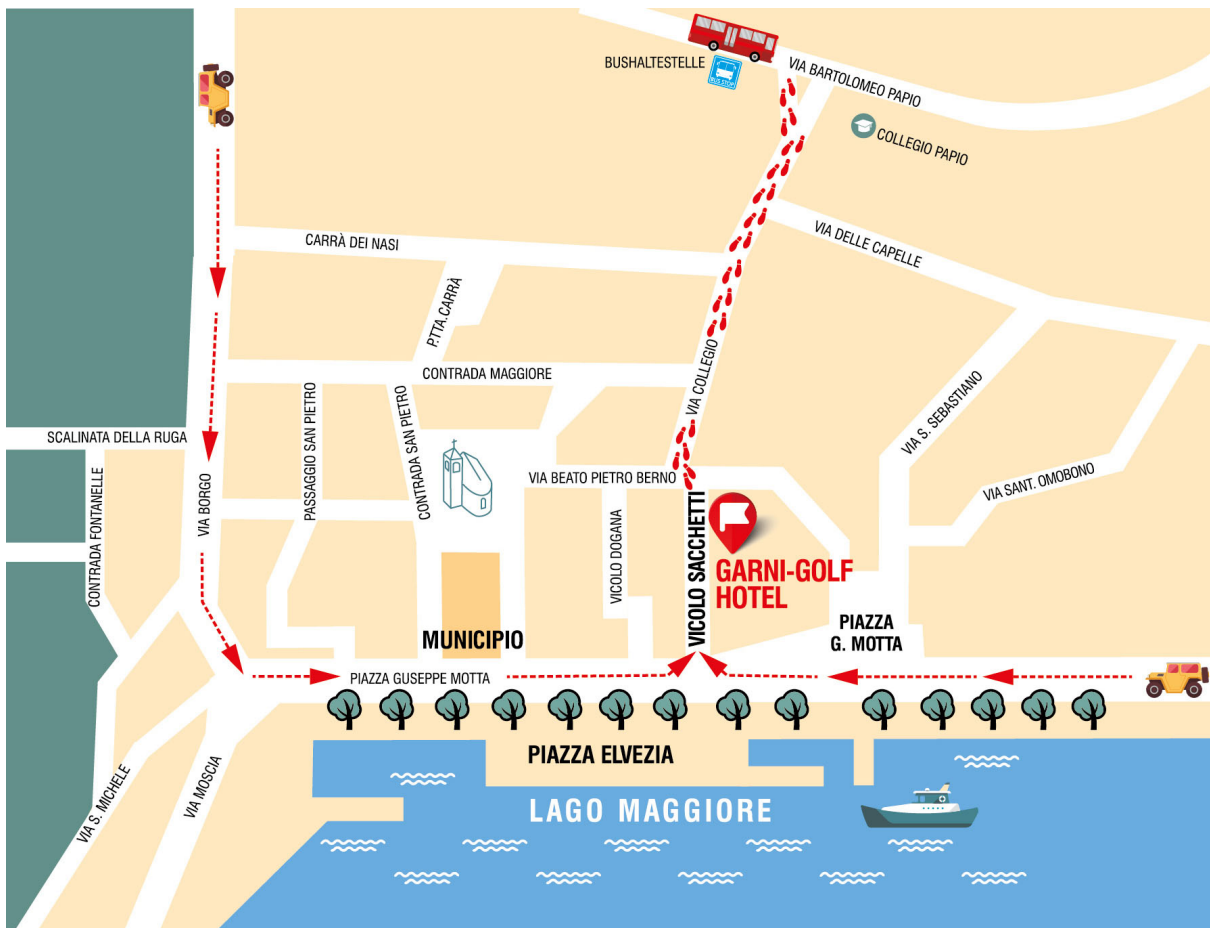 BUSHALTESTELLE
BUS STOP
VIA BARTOLOMEO PAPIO
COLLEGIO PAPIO
CARRÀ DEI NASI
VIA DELLE CAPELLE
P.TTA.CARRÀ
CONTRADA MAGGIORE
VIA COLLEGIO
SCALINATA DELLA RUGA
PASSAGGIO SAN PIETRO
CONTRADA SAN PIETRO
VIA S. SEBASTIANO
VIA BEATO PIETRO BERNO
VIA SANT. OMOBONO
CONTRADA FONTANELLE
VIA BORGO
VICOLO DOGANA
VICOLO SACCHETTI
GARNI-GOLF
HOTEL
MUNICIPIO
PIAZZA
G. MOTTA
PIAZZA GUSEPPE MOTTA
PIAZZA ELVEZIA
VIA S. MICHELE
VIA MOSCIA
LAGO MAGGIORE